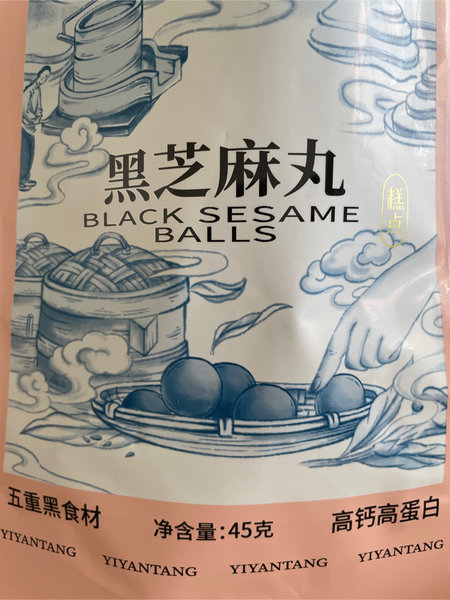 黑芝麻丸
BLACK SESAME
BALLS
糕点
五重黑食材
净含量:45克
高钙高蛋白
YIYANTANG
YIYANTANG
YIYANTANG
YIYANTANG